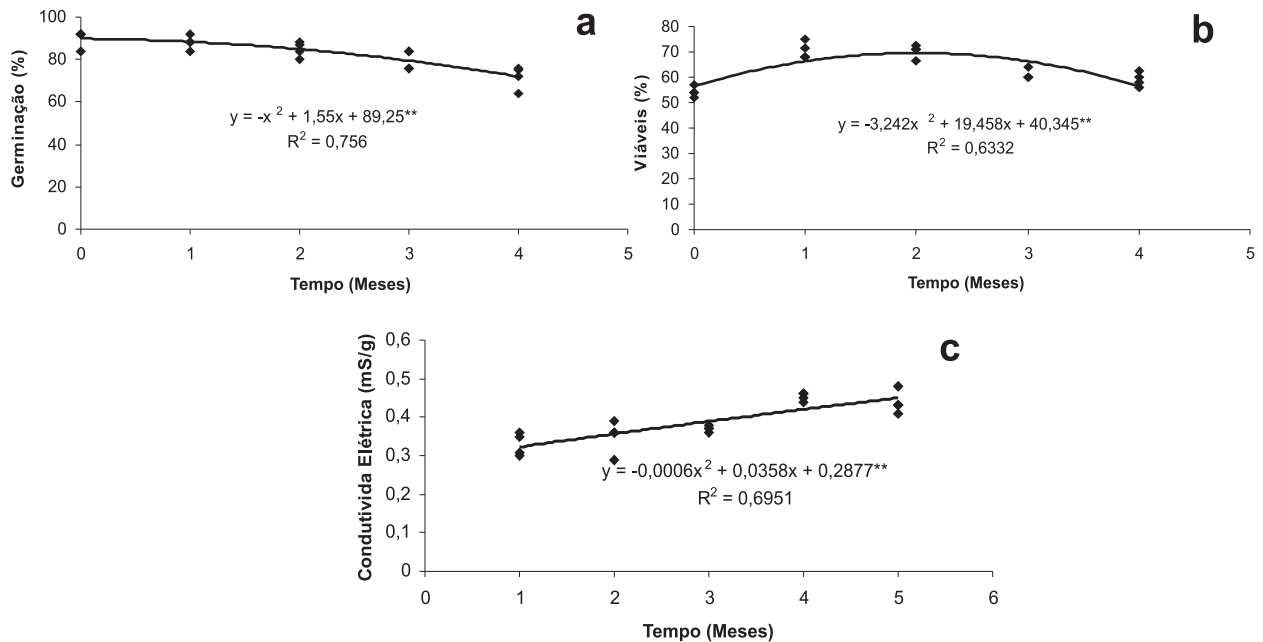 a
Germinação (%)
100
80
60
40
20
0
y = -x² + 1,55x + 89,25**
R² = 0,756
0 1 2 3 4 5
Tempo (Meses)
b
Viáveis (%)
80
70
60
50
40
30
20
10
0
y = -3,242x ² + 19,458x + 40,345**
R² = 0,6332
0 1 2 3 4 5
Tempo (Meses)
c
Condutivida Elétrica (mS/g)
0,6
0,5
0,4
0,3
0,2
0,1
0
y = -0,0006x² + 0,0358x + 0,2877**
R² = 0,6951
0 1 2 3 4 5 6
Tempo (Meses)